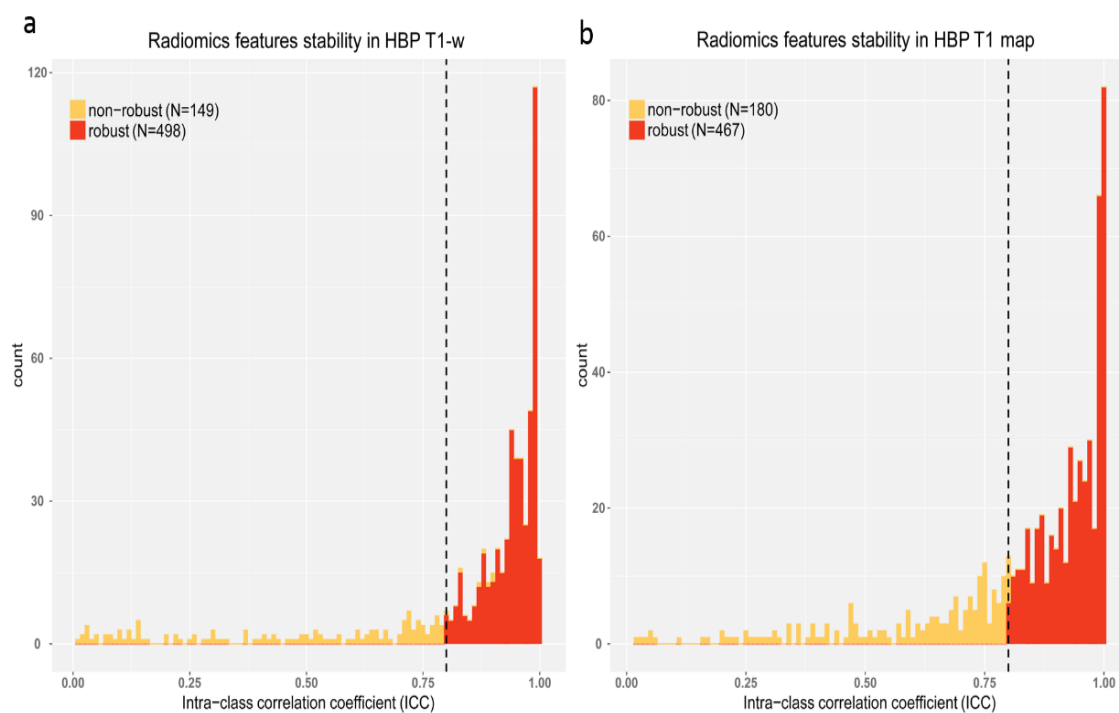 a
Radiomics features stability in HBP T1-w
120
90
60
30
0
count
non-robust (N=149)
robust (N=498)
0.00 0.25 0.50 0.75 1.00
Intra-class correlation coefficient (ICC)
b
Radiomics features stability in HBP T1 map
80
60
40
20
0
count
non-robust (N=180)
robust (N=467)
0.00 0.25 0.50 0.75 1.00
Intra-class correlation coefficient (ICC)